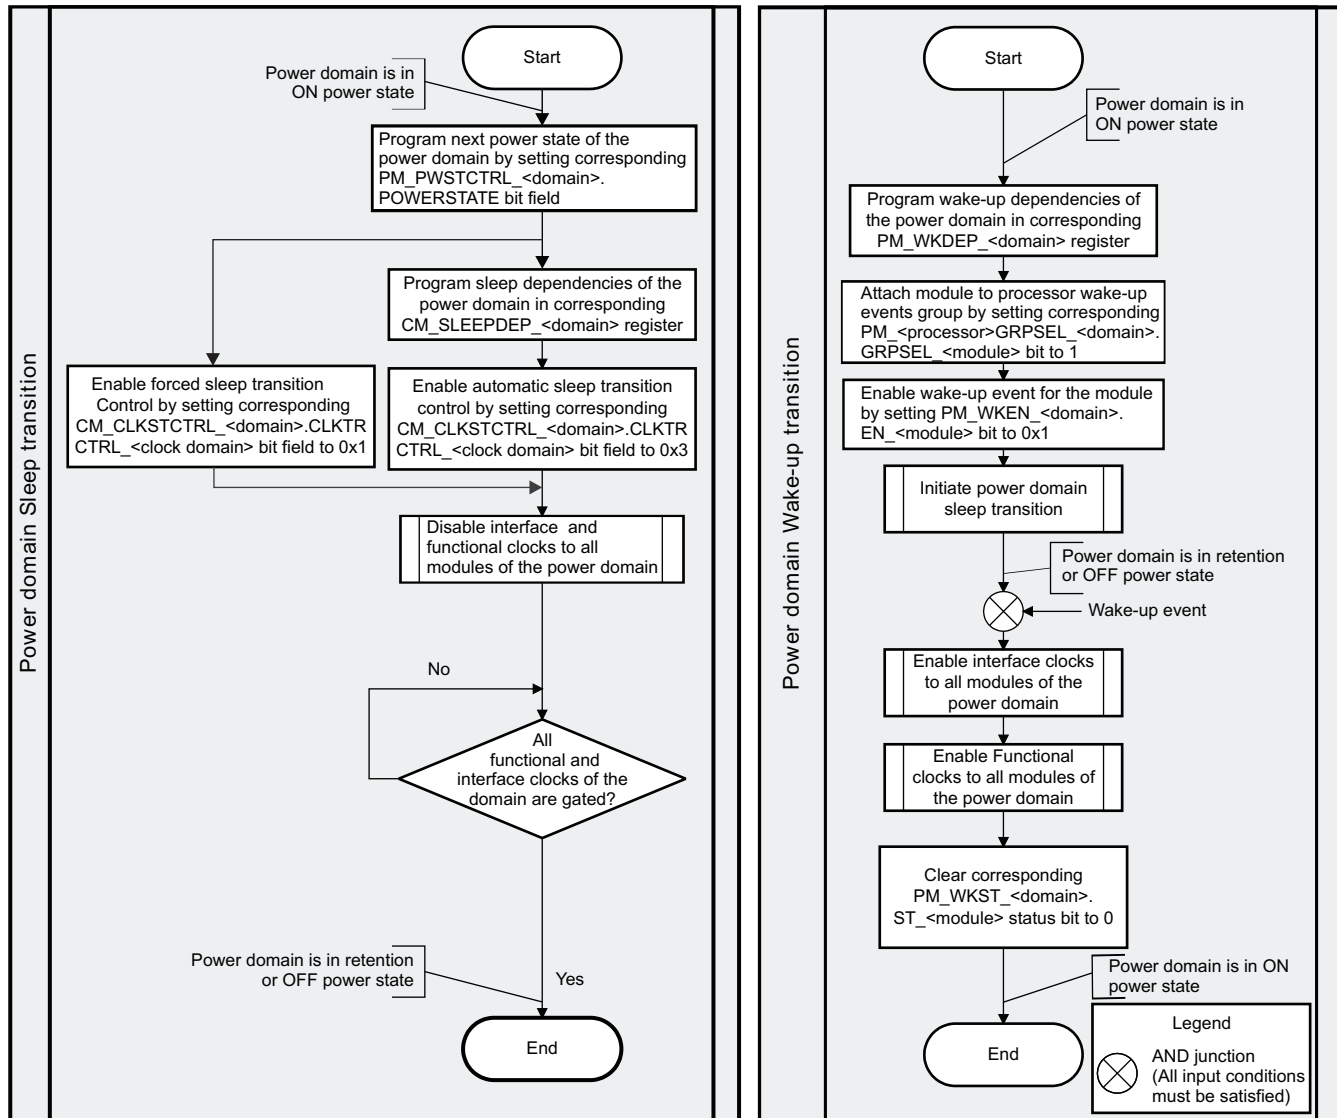 Power domain Sleep transition
Start
Power domain is in
ON power state
Program next power state of the
power domain by setting corresponding
PM_PWSTCTRL_<domain>.
POWERSTATE bit field
Program sleep dependencies of the
power domain in corresponding
CM_SLEEPDEP_<domain> register
Enable forced sleep transition
Control by setting corresponding
CM_CLKSTCTRL_<domain>.CLKTR
CTRL_<clock domain> bit field to 0x1
Enable automatic sleep transition
control by setting corresponding
CM_CLKSTCTRL_<domain>.CLKTR
CTRL_<clock domain> bit field to 0x3
Disable interface and
functional clocks to all
modules of the power domain
No
All
functional and
interface clocks of the
domain are gated?
Power domain is in retention
or OFF power state
Yes
End
Power domain Wake-up transition
Start
Power domain is in
ON power state
Program wake-up dependencies of
the power domain in corresponding
PM_WKDEP_<domain> register
Attach module to processor wake-up
events group by setting corresponding
PM_<processor>GRPSEL_<domain>.
GRPSEL_<module> bit to 1
Enable wake-up event for the module
by setting PM_WKEN_<domain>.
EN_<module> bit to 0x1
Initiate power domain
sleep transition
Power domain is in retention
or OFF power state
Wake-up event
Enable interface clocks
to all modules of the
power domain
Enable Functional
clocks to all modules of
the power domain
Clear corresponding
PM_WKST_<domain>.
ST_<module> status bit to 0
Power domain is in ON
power state
End
Legend
AND junction
(All input conditions
must be satisfied)